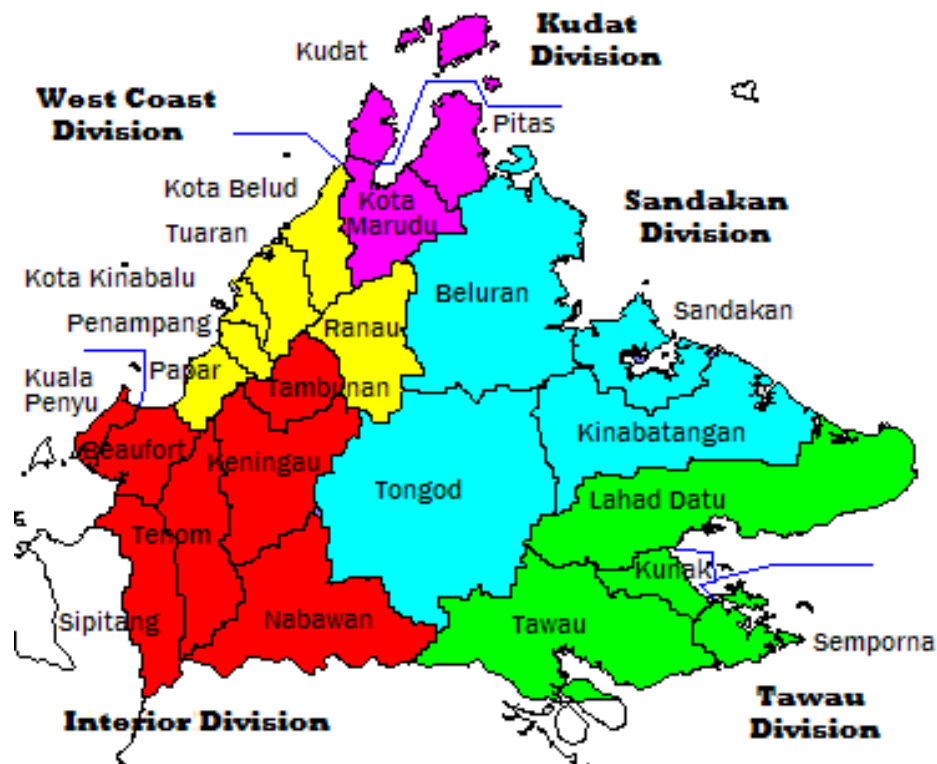 Kudat
Kudat
Division
West Coast
Division
Pitas
Kota Belud
Kota
Marudu
Sandakan
Division
Tuaran
Kota Kinabalu
Beluran
Sandakan
Penampang
Ranau
Kuala
Penyu
Papar
Tambunan
Beaufort
Keningau
Kinabatangan
Tongod
Lahad Datu
Tenom
Kunak
Sipitang
Nabawan
Tawau
Semporna
Interior Division
Tawau
Division